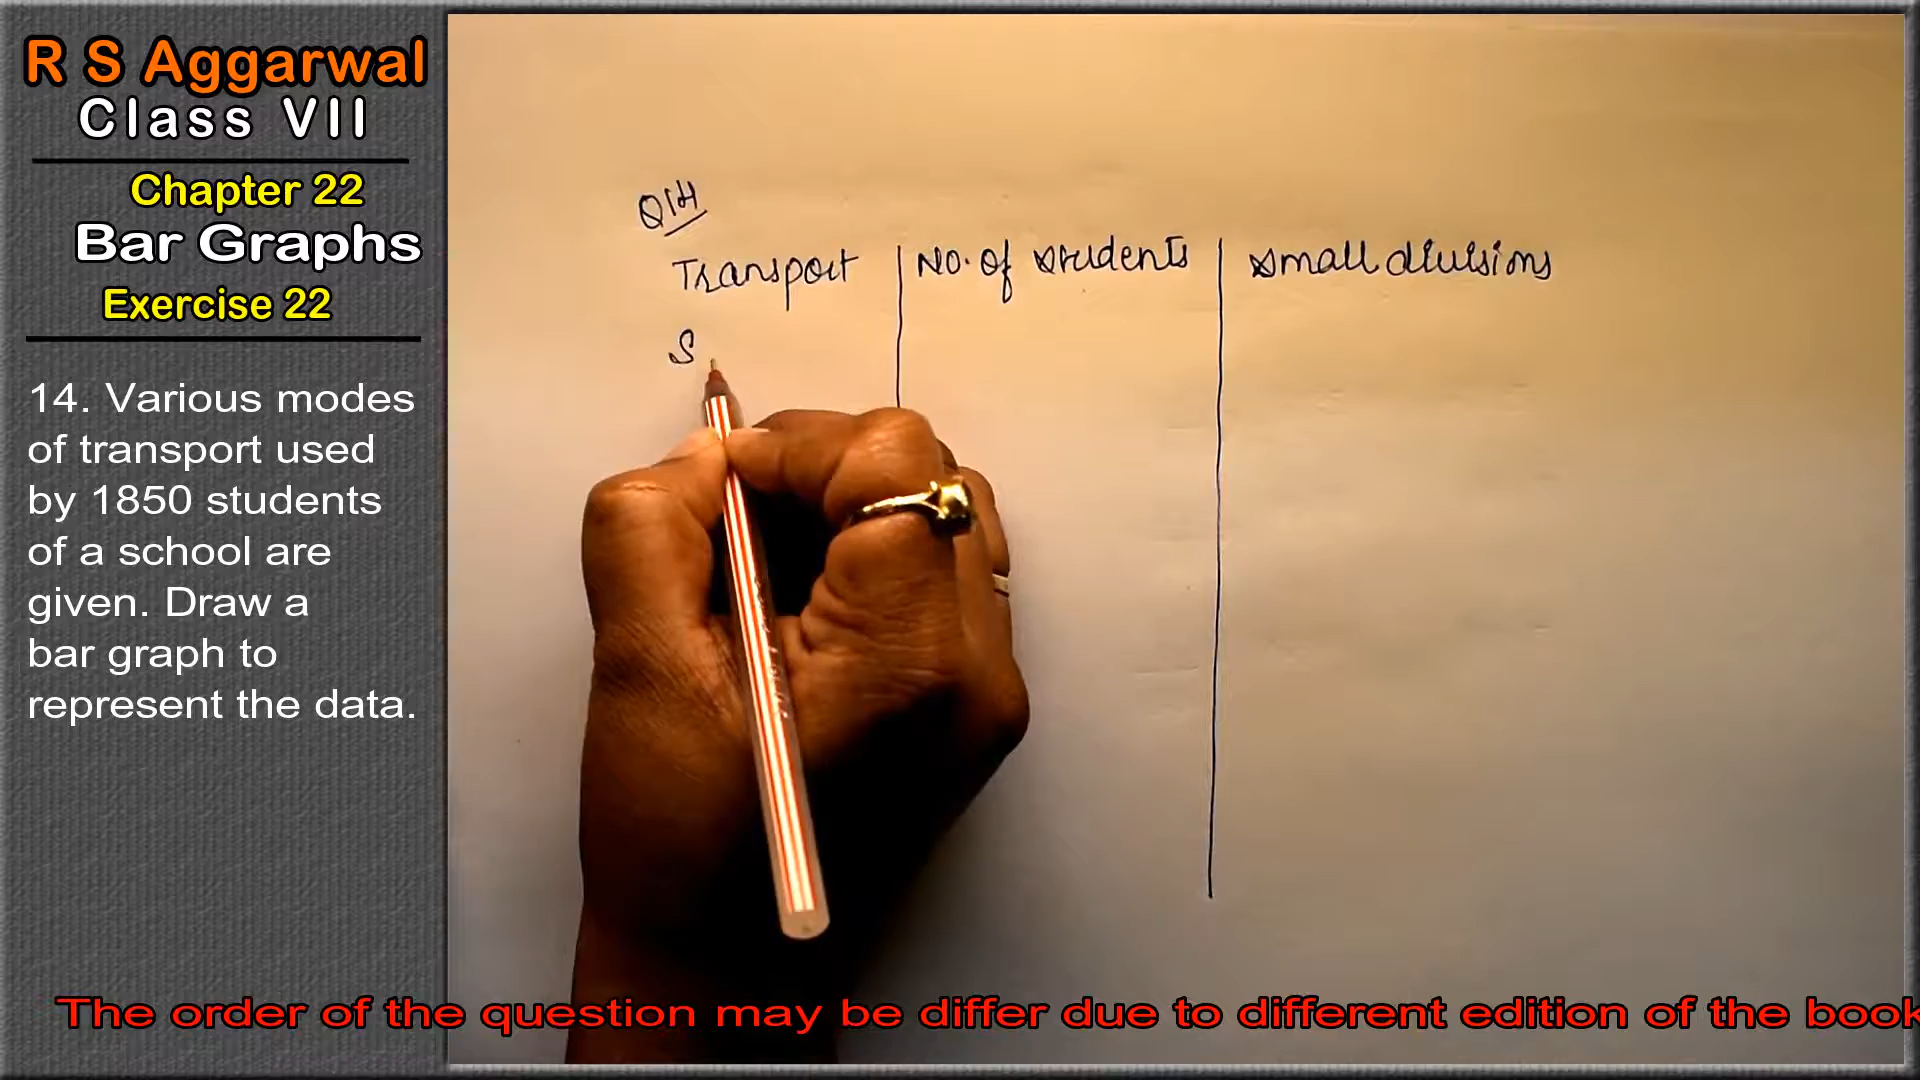 R S Aggarwal
Class VII
Chapter 22
Bar Graphs
Exercise 22
14. Various modes
of transport used
by 1850 students
of a school are
given. Draw a
bar graph to
represent the data.
Q14
Transport No. of students small divisions
S
The order of the question may be differ due to different edition of the book